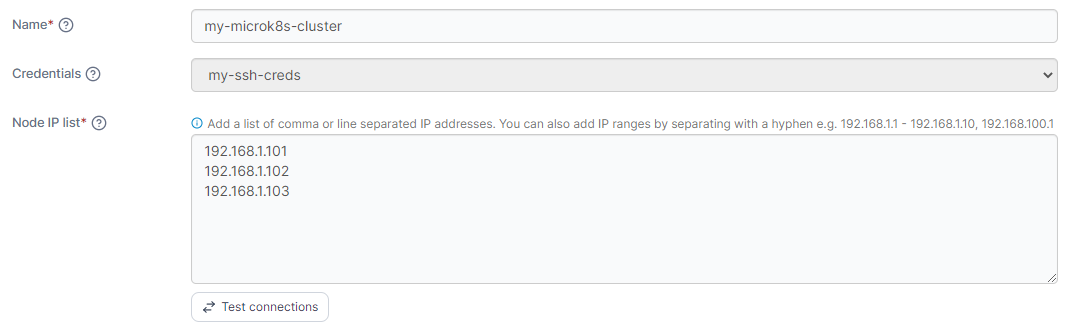 Name*
my-microk8s-cluster
Credentials
my-ssh-creds
Node IP list*
Add a list of comma or line separated IP addresses. You can also add IP ranges by separating with a hyphen e.g. 192.168.1.1 - 192.168.1.10, 192.168.100.1
192.168.1.101
192.168.1.102
192.168.1.103
Test connections